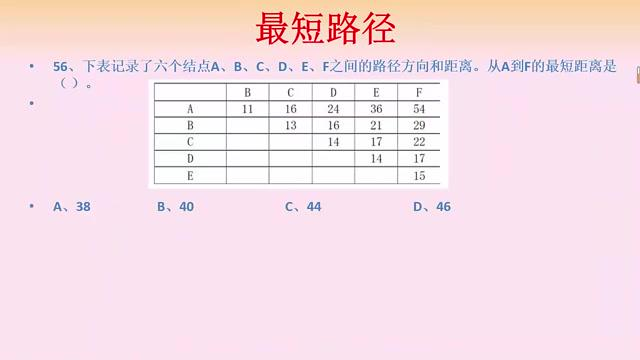 最短路径
• 56、下表记录了六个结点A、B、C、D、E、F之间的路径方向和距离。从A到F的最短距离是
（ ）。
B C D E F
A 11 16 24 36 54
B 13 16 21 29
C 14 17 22
D 14 17
E 15
• A、38 B、40 C、44 D、46